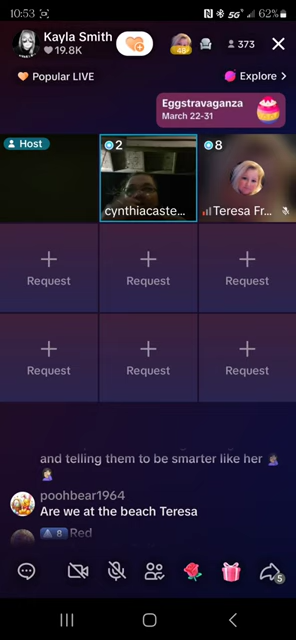 10:53
5G
62%
Kayla Smith
19.8K
48
373
Popular LIVE
Explore >
Eggstravaganza
March 22-31
Host
2
8
cynthiacaste...
Teresa Fr...
Request
Request
Request
Request
Request
Request
and telling them to be smarter like her
poohbear1964
Are we at the beach Teresa
8 Red
5